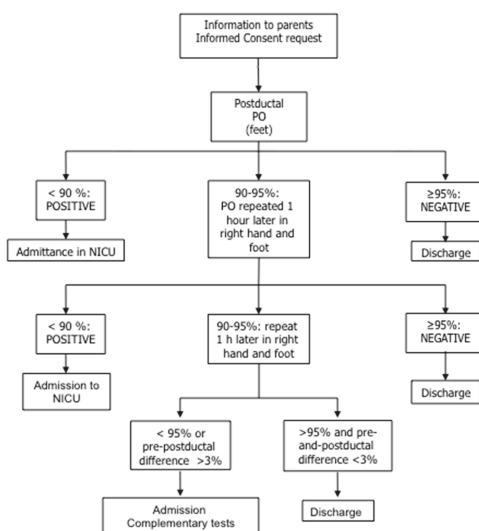 Information to parents
Informed Consent request
Postductal
PO
(feet)
< 90 %:
POSITIVE
90-95%:
PO repeated 1
hour later in
right hand and
foot
≥95%:
NEGATIVE
Admittance in NICU
Discharge
< 90 %:
POSITIVE
90-95%: repeat
1 h later in right
hand and foot
≥95%:
NEGATIVE
Admission to
NICU
Discharge
< 95% or
pre-postductal
difference >3%
>95% and pre-
and-postductal
difference <3%
Admission
Complementary tests
Discharge